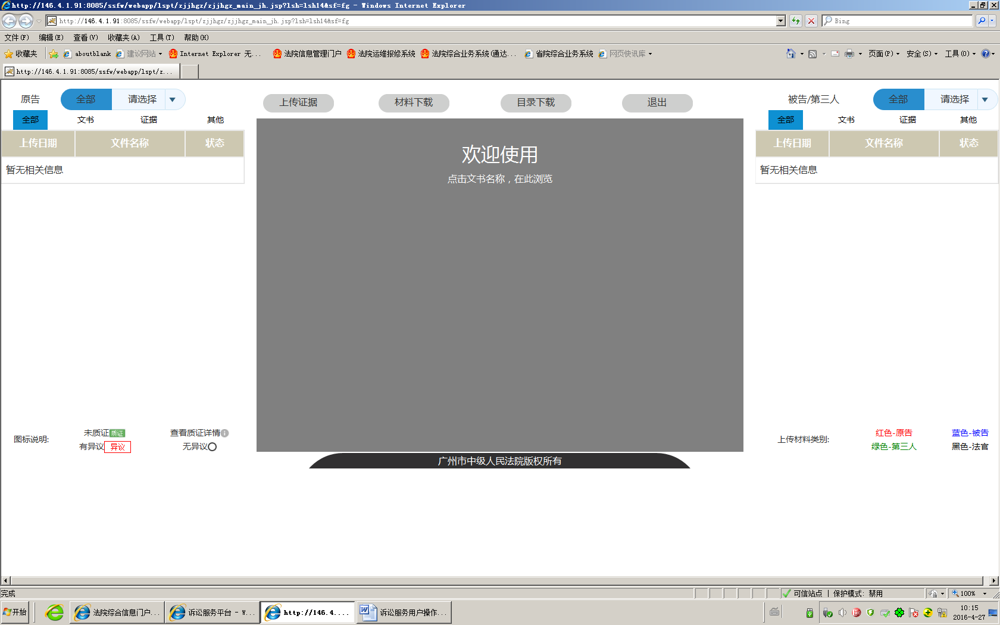 http://146.4.1.91:8085/ssfw/webapp/lspt/zjjhgz/zjjhgz_main_jh.jsp?lsh=lsh14&sf=fg - Windows Internet Explorer
http://146.4.1.91:8085/ssfw/webapp/lspt/zjjhgz/zjjhgz_main_jh.jsp?lsh=lsh14&sf=fg Bing
文件(F) 编辑(E) 查看(V) 收藏夹(A) 工具(T) 帮助(H)
收藏夹 aboutblank 建议网站 Internet Explorer 无... 法院信息管理门户 法院运维报修系统 法院综合业务系统(通达... 省院综合业务系统 网页快讯库 页面(P) 安全(S) 工具(O)
http://146.4.1.91:8085/ssfw/webapp/lspt/z...
原告 全部 请选择 上传证据 材料下载 目录下载 退出 被告/第三人 全部 请选择
全部 文书 证据 其他 全部 文书 证据 其他
上传日期 文件名称 状态 上传日期 文件名称 状态
暂无相关信息 暂无相关信息
欢迎使用
点击文书名称，在此浏览
图标说明: 未质证 质证 查看质证详情
有异议 异议 无异议
上传材料类别: 红色-原告 蓝色-被告
绿色-第三人 黑色-法官
广州市中级人民法院版权所有
完成 可信站点 | 保护模式: 禁用 100%
开始 法院综合信息门户... 诉讼服务平台 - W... http://146.4.... 诉讼服务用户操作... 10:15
2016-4-27